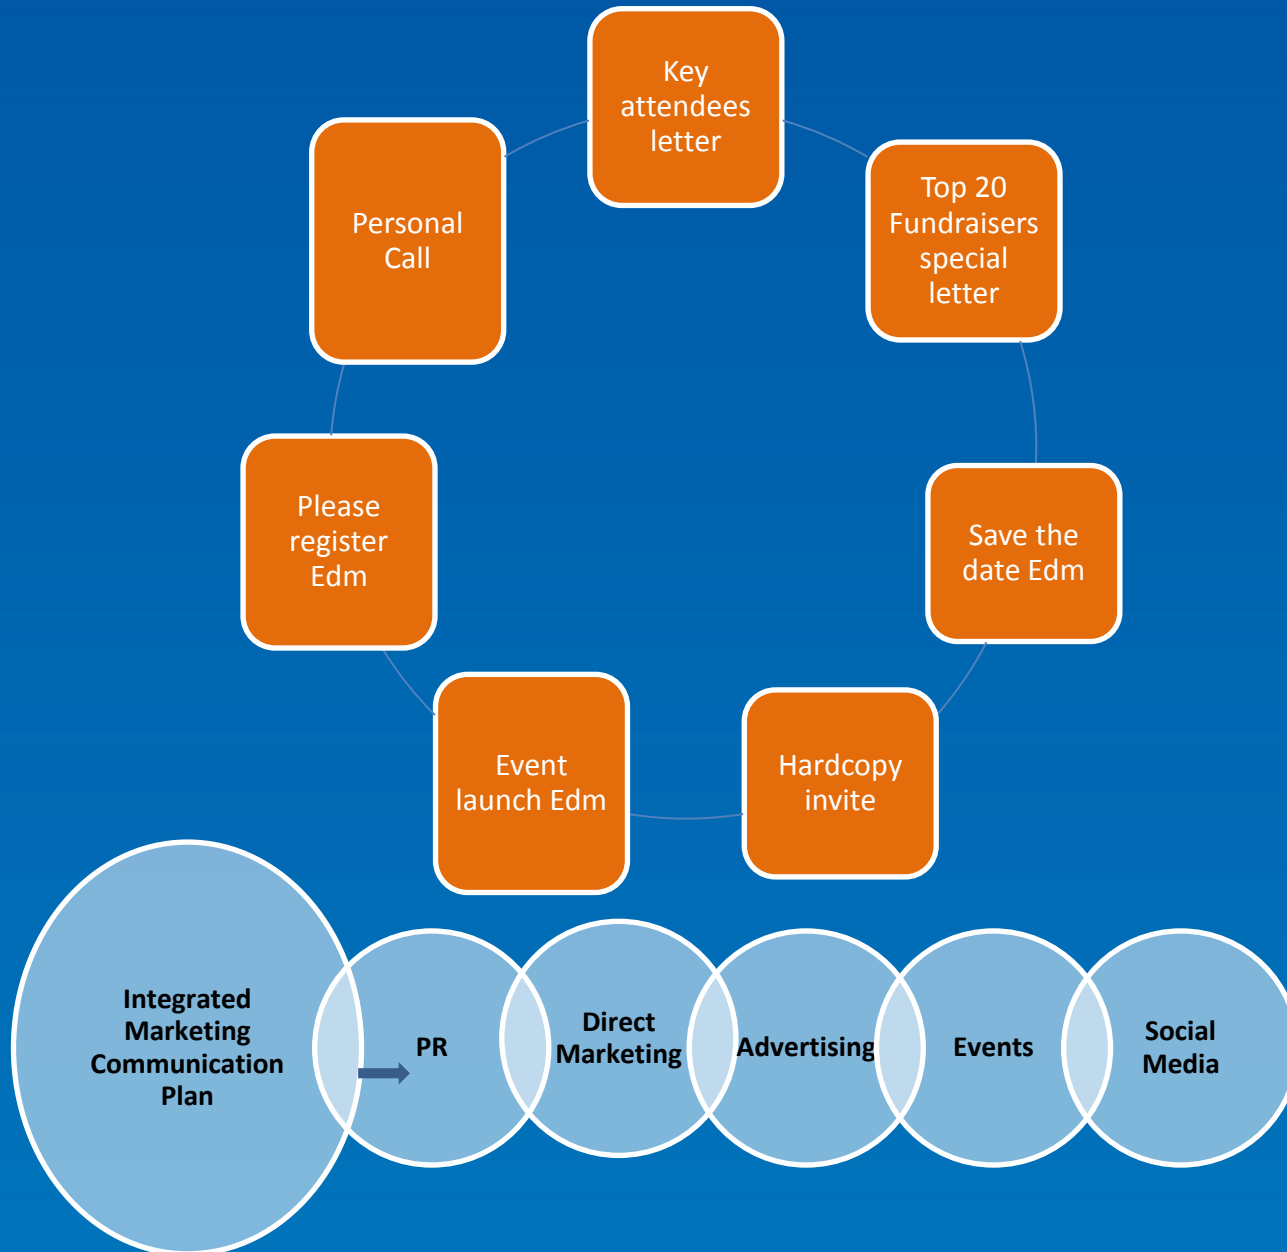 Key
attendees
letter
Top 20
Fundraisers
special
letter
Save the
date Edm
Hardcopy
invite
Event
launch Edm
Please
register
Edm
Personal
Call
Integrated
Marketing
Communication
Plan
PR
Direct
Marketing
Advertising
Events
Social
Media